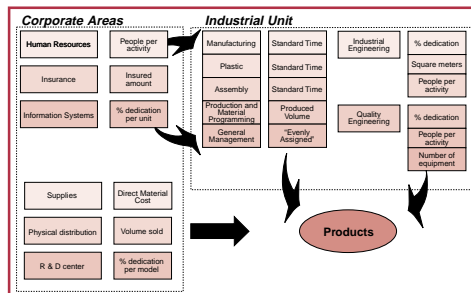 Corporate Areas
Human Resources
People per
activity
Insurance
Insured
amount
Information Systems
% dedication
per unit
Supplies
Direct Material
Cost
Physical distribution
Volume sold
R & D center
% dedication
per model
Industrial Unit
Manufacturing
Standard Time
Plastic
Standard Time
Assembly
Standard Time
Production and
Material
Programming
Produced
Volume
General
Management
"Evenly
Assigned"
Industrial
Engineering
% dedication
Square meters
People per
activity
Quality
Engineering
% dedication
People per
activity
Number of
equipment
Products